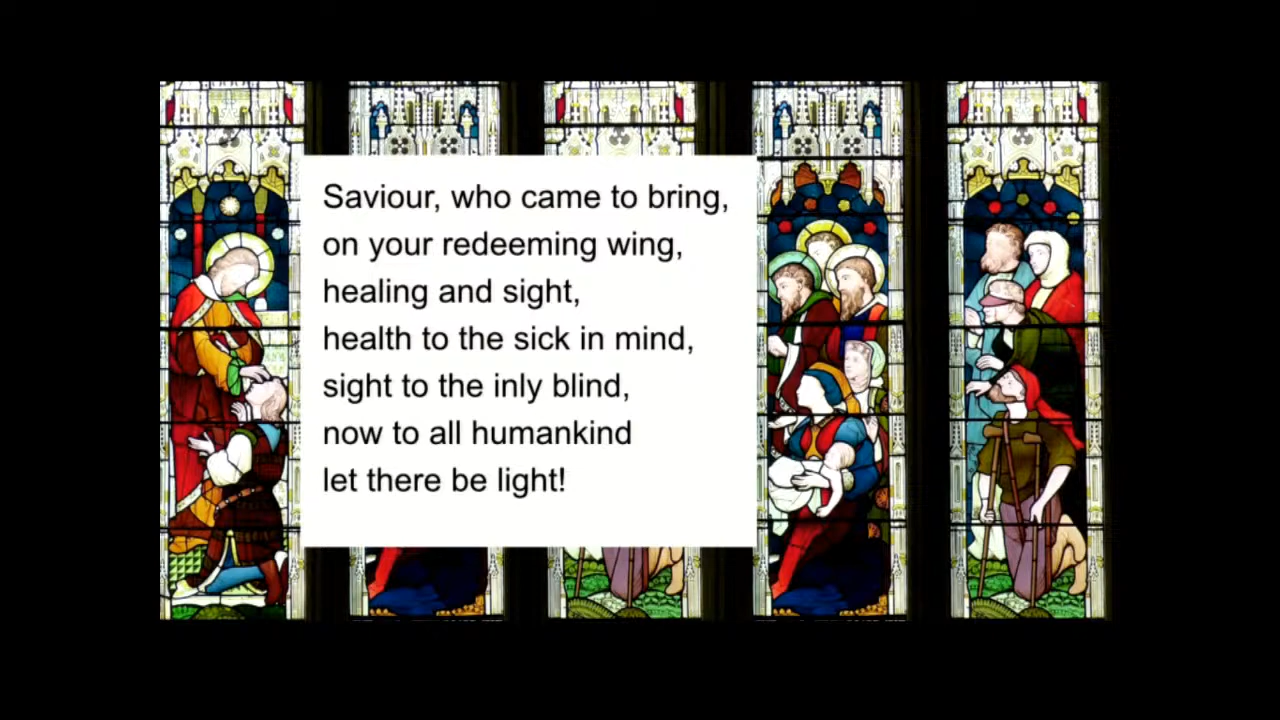 Saviour, who came to bring,
on your redeeming wing,
healing and sight,
health to the sick in mind,
sight to the inly blind,
now to all humankind
let there be light!